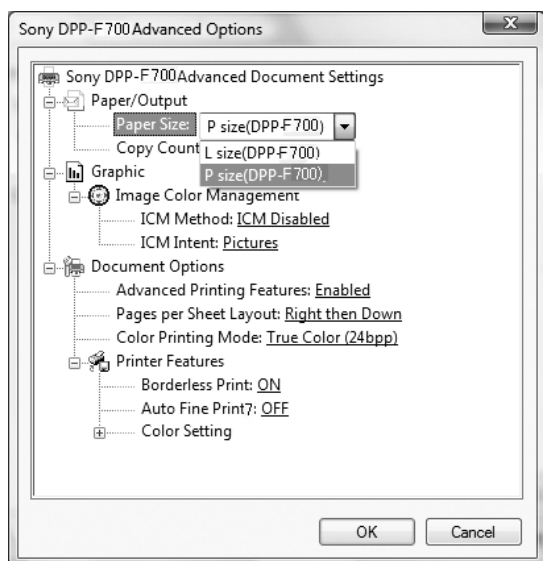 Sony DPP-F700 Advanced Options
Sony DPP-F700Advanced Document Settings
Paper/Output
Paper Size: P size(DPP-F700)
L size(DPP-F700)
P size(DPP-F700)
Copy Count
Graphic
Image Color Management
ICM Method: ICM Disabled
ICM Intent: Pictures
Document Options
Advanced Printing Features: Enabled
Pages per Sheet Layout: Right then Down
Color Printing Mode: True Color (24bpp)
Printer Features
Borderless Print: ON
Auto Fine Print7: OFF
Color Setting
OK Cancel